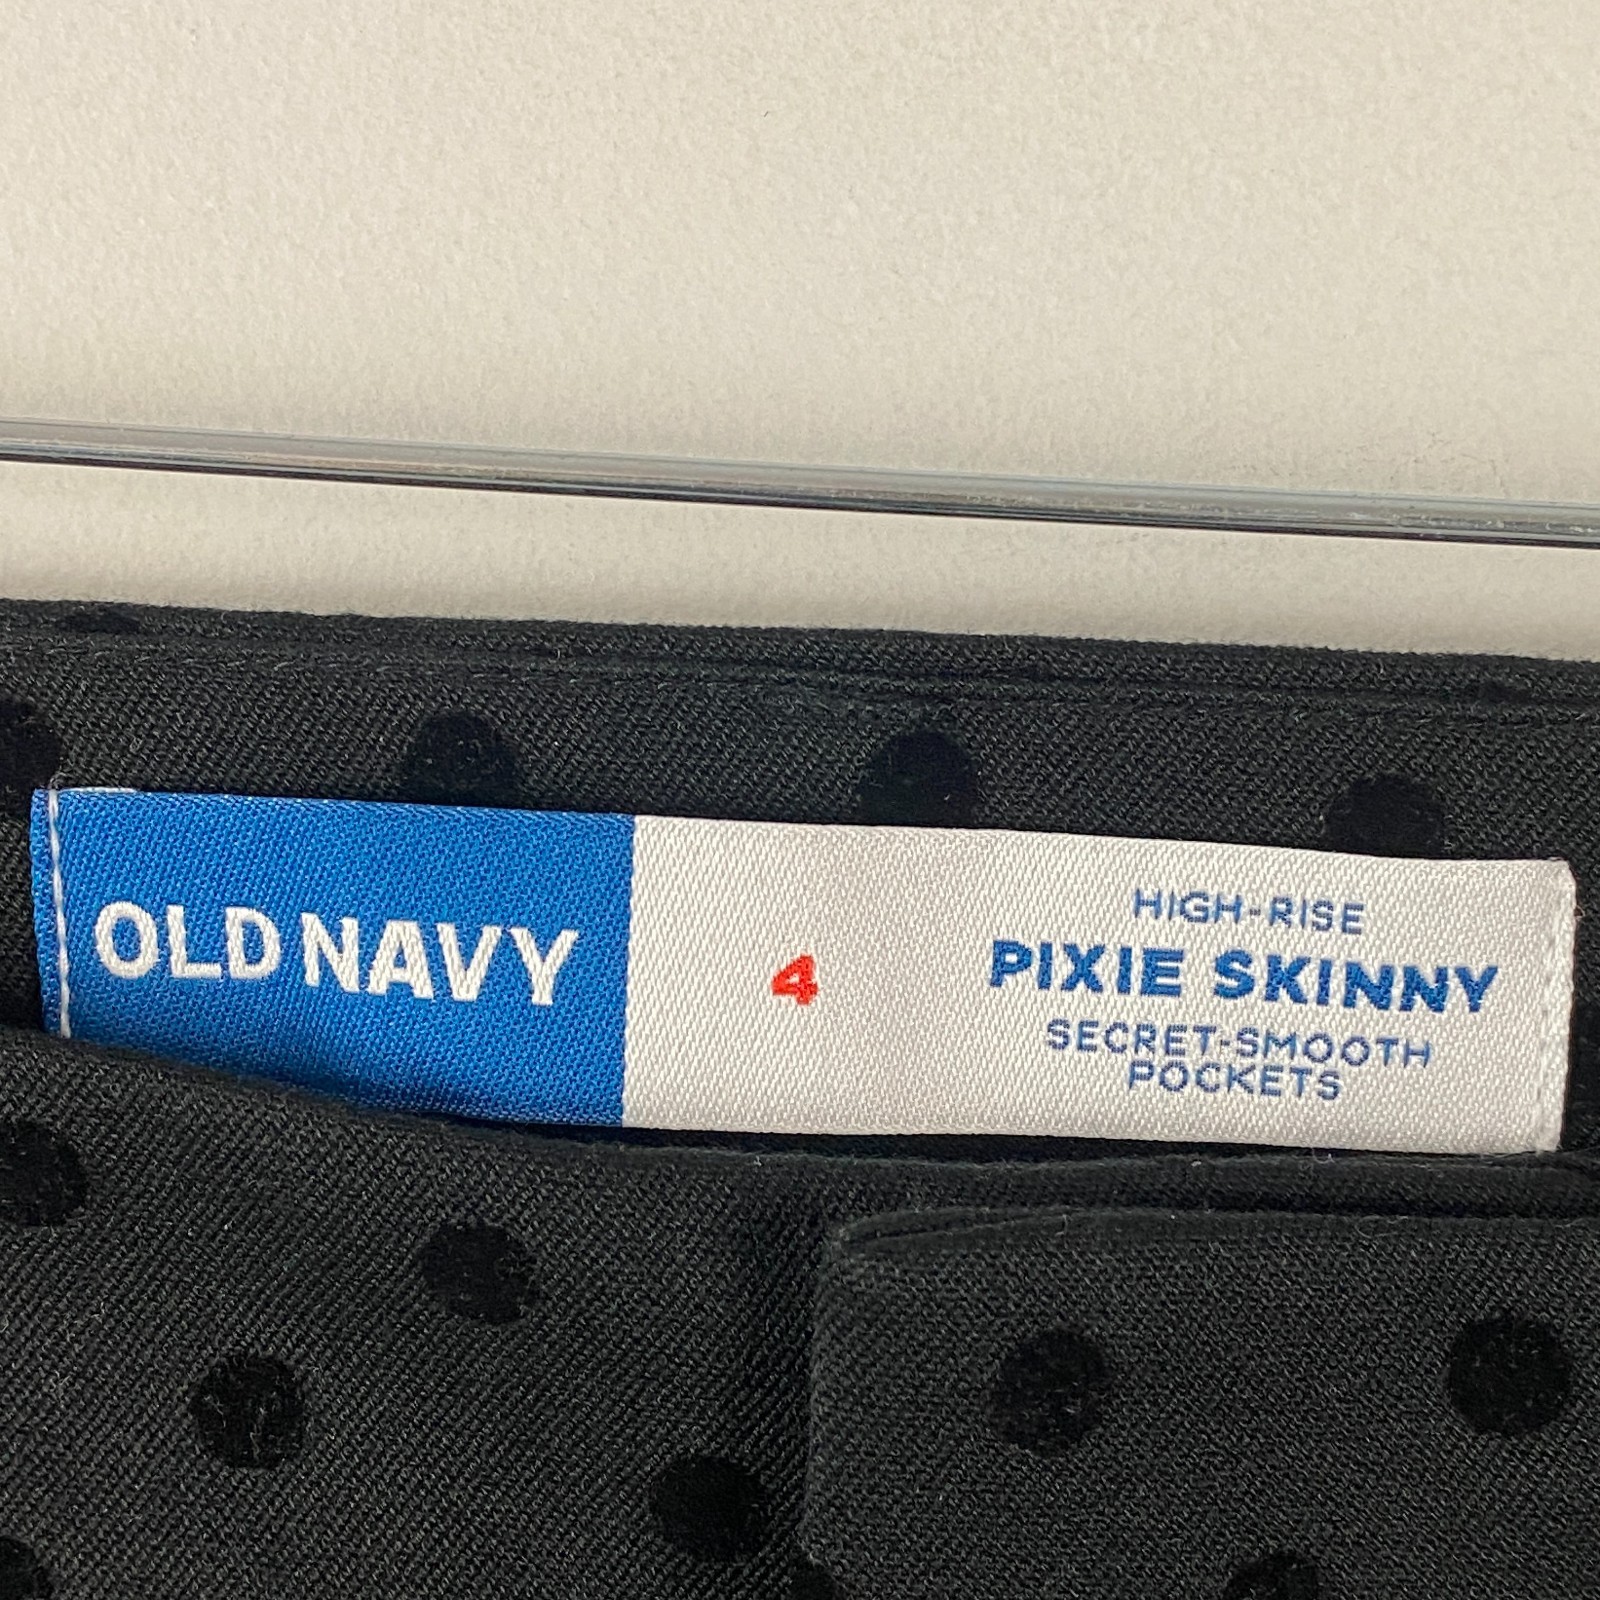 OLD NAVY
4
HIGH-RISE
PIXIE SKINNY
SECRET-SMOOTH
POCKETS